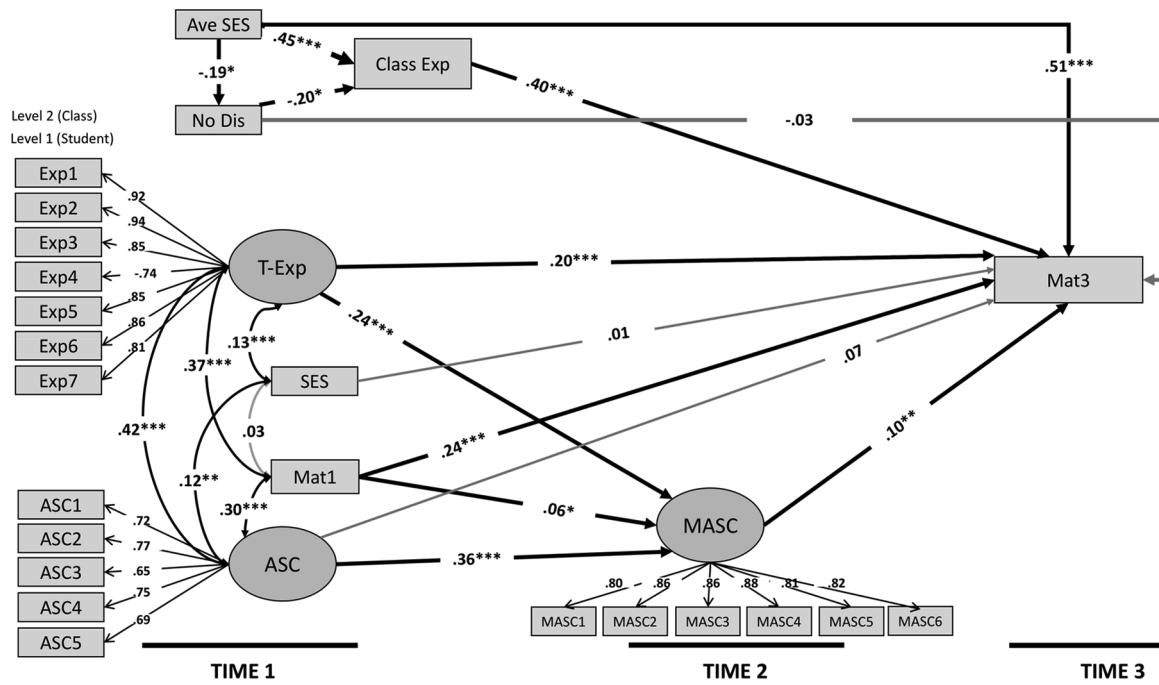 Ave SES
.45***
Class Exp
-.19*
-.20*
No Dis
.40***
.51***
-.03
Level 2 (Class)
Level 1 (Student)
Exp1
Exp2
Exp3
Exp4
Exp5
Exp6
Exp7
.92
.94
.85
-.74
.85
.86
.81
T-Exp
.20***
Mat3
.24***
.13***
.01
.37***
SES
.07
.42***
.03
.24***
.10**
Mat1
.12**
.06*
.30***
MASC
ASC1
ASC2
ASC3
ASC4
ASC5
.72
.77
.65
.75
.69
ASC
.36***
.80
.86
.86
.88
.81
.82
MASC1
MASC2
MASC3
MASC4
MASC5
MASC6
TIME 1
TIME 2
TIME 3